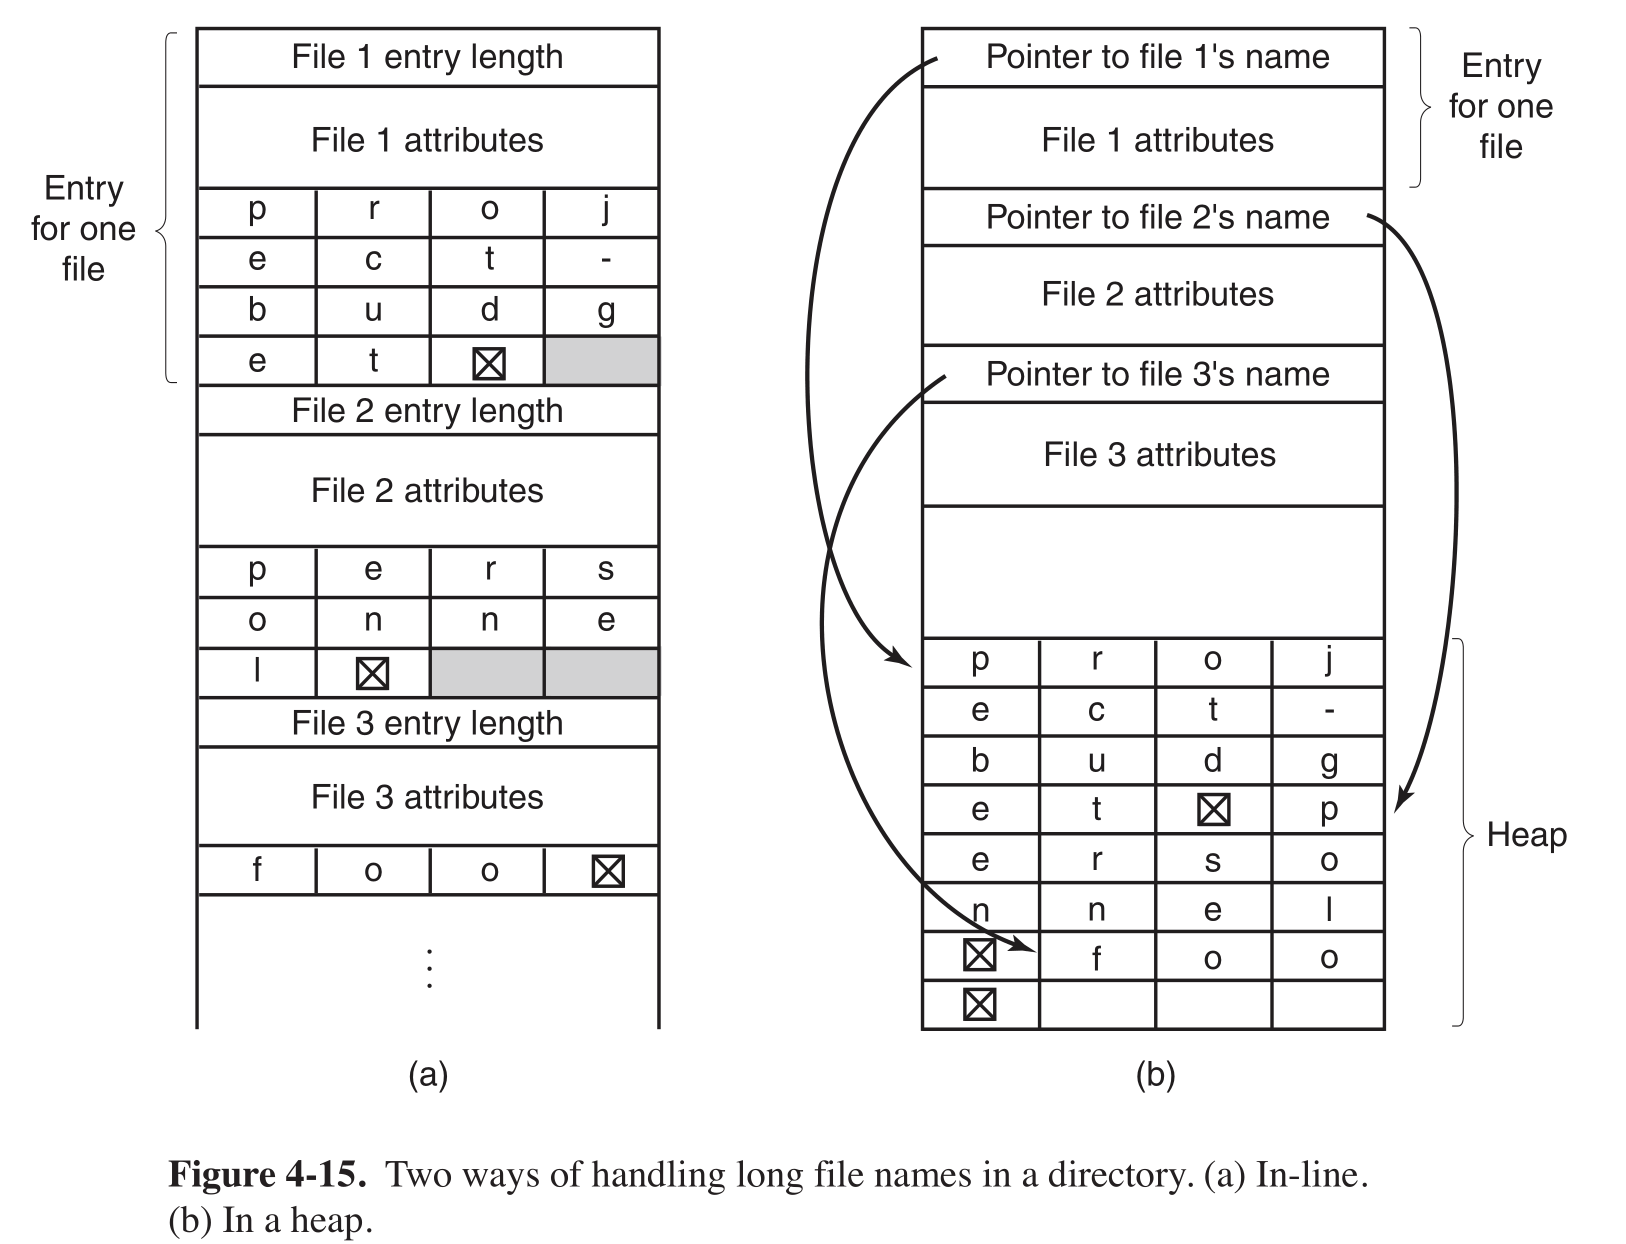 Entry
for one
file
File 1 entry length
File 1 attributes
p r o j
e c t -
b u d g
e t
File 2 entry length
File 2 attributes
p e r s
o n n e
l
File 3 entry length
File 3 attributes
f o o
⋮
(a)
Pointer to file 1's name
File 1 attributes
Pointer to file 2's name
File 2 attributes
Pointer to file 3's name
File 3 attributes
p r o j
e c t -
b u d g
e t p
e r s o
n n e l
f o o
Entry
for one
file
Heap
(b)
Figure 4-15. Two ways of handling long file names in a directory. (a) In-line.
(b) In a heap.